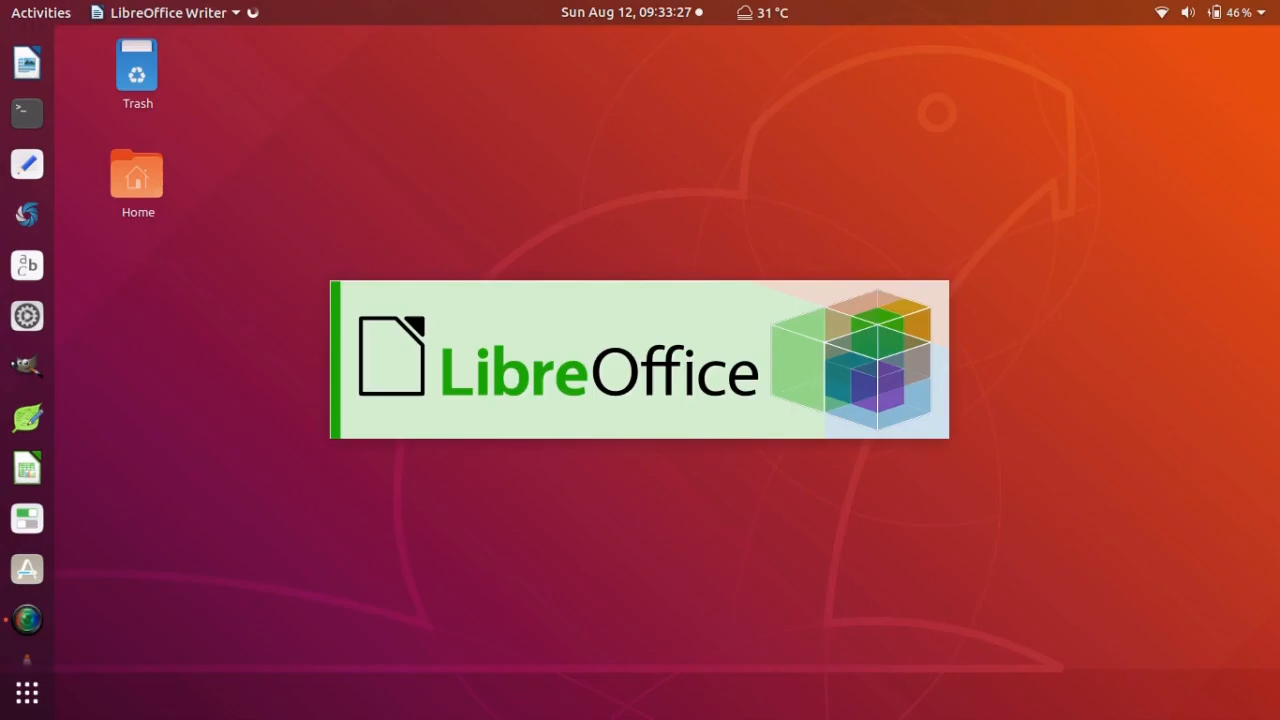 Activities LibreOffice Writer Sun Aug 12, 09:33:27 31 °C 46 %
Trash
Home
LibreOffice
>_
a
c b